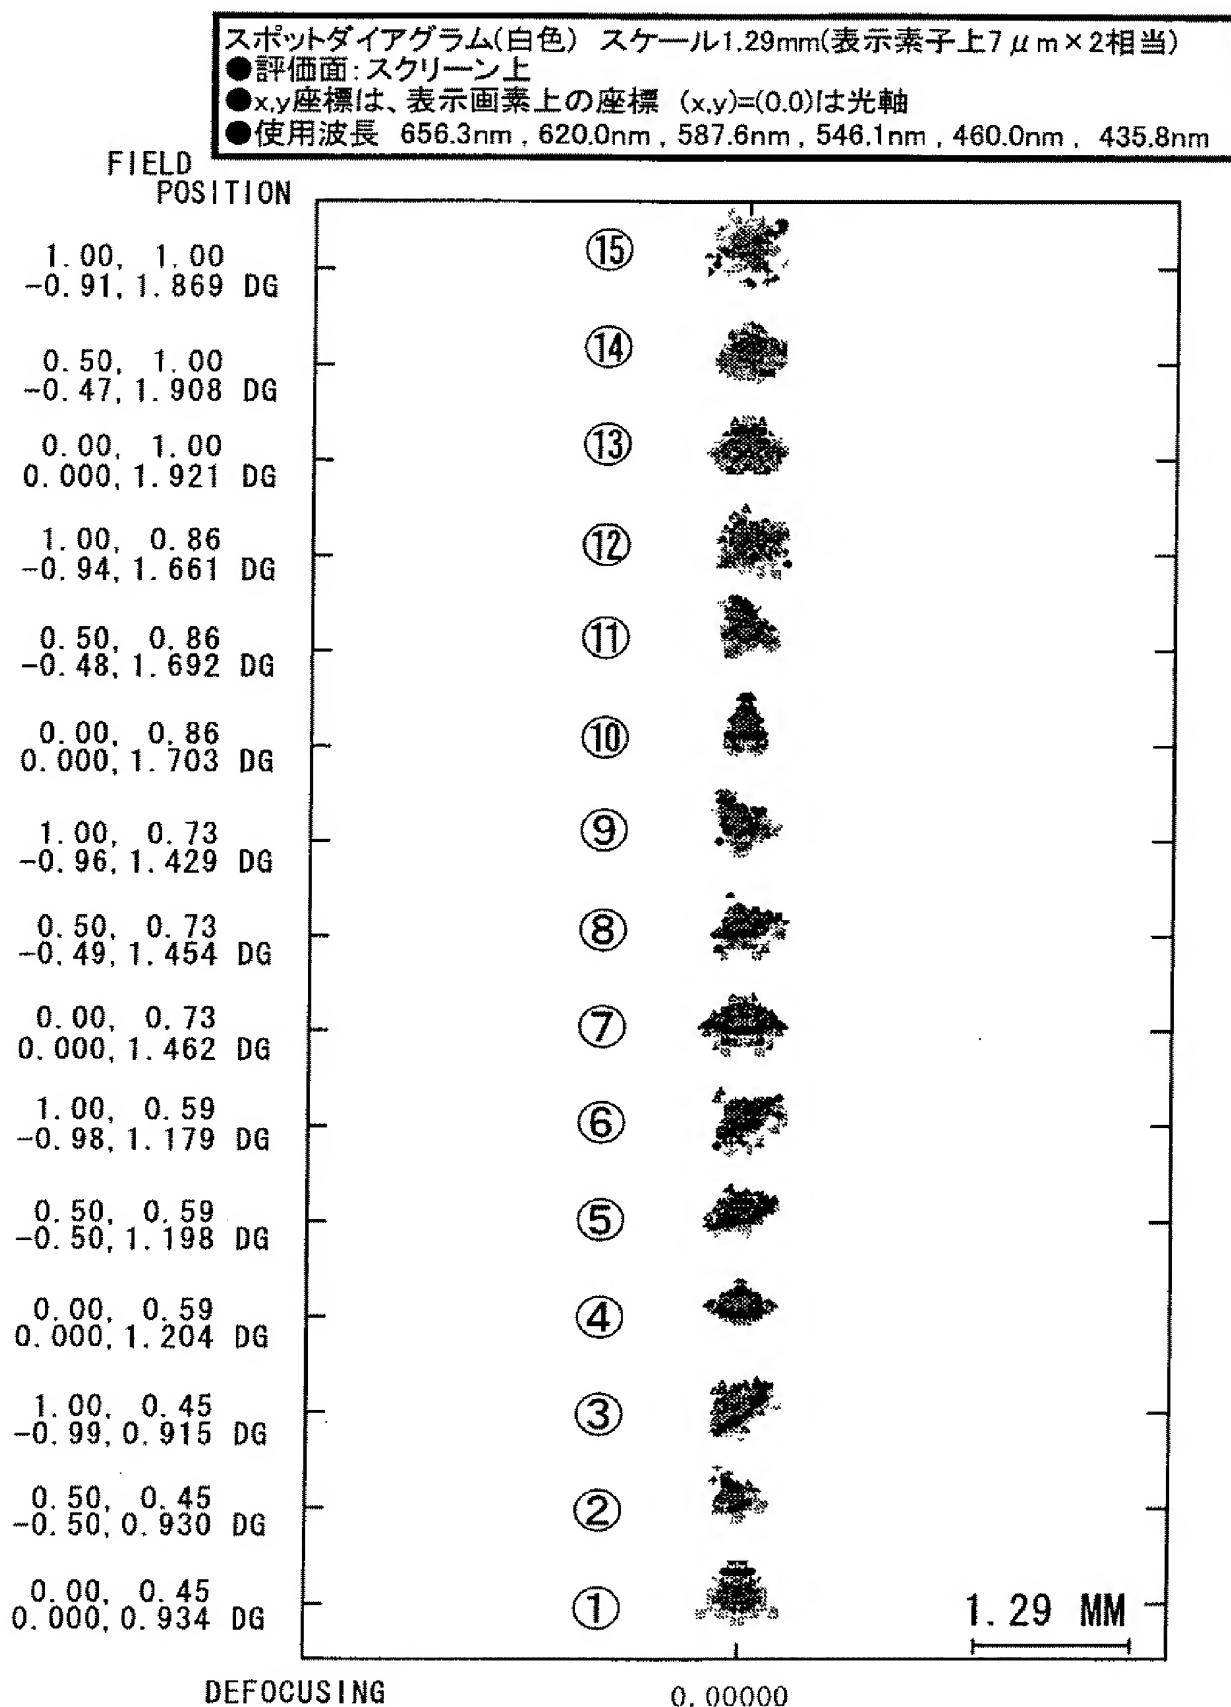 スポットダイアグラム(白色) スケール1.29mm(表示素子上7μm×2相当)
●評価面:スクリーン上
●x,y座標は、表示画素上の座標 (x,y)=(0.0)は光軸
●使用波長 656.3nm , 620.0nm , 587.6nm , 546.1nm , 460.0nm , 435.8nm
FIELD
POSITION
1.00, 1.00
-0.91, 1.869 DG
⑮
0.50, 1.00
-0.47, 1.908 DG
⑭
0.00, 1.00
0.000, 1.921 DG
⑬
1.00, 0.86
-0.94, 1.661 DG
⑫
0.50, 0.86
-0.48, 1.692 DG
⑪
0.00, 0.86
0.000, 1.703 DG
⑩
1.00, 0.73
-0.96, 1.429 DG
⑨
0.50, 0.73
-0.49, 1.454 DG
⑧
0.00, 0.73
0.000, 1.462 DG
⑦
1.00, 0.59
-0.98, 1.179 DG
⑥
0.50, 0.59
-0.50, 1.198 DG
⑤
0.00, 0.59
0.000, 1.204 DG
④
1.00, 0.45
-0.99, 0.915 DG
③
0.50, 0.45
-0.50, 0.930 DG
②
0.00, 0.45
0.000, 0.934 DG
①
1.29 MM
DEFOCUSING 0.00000